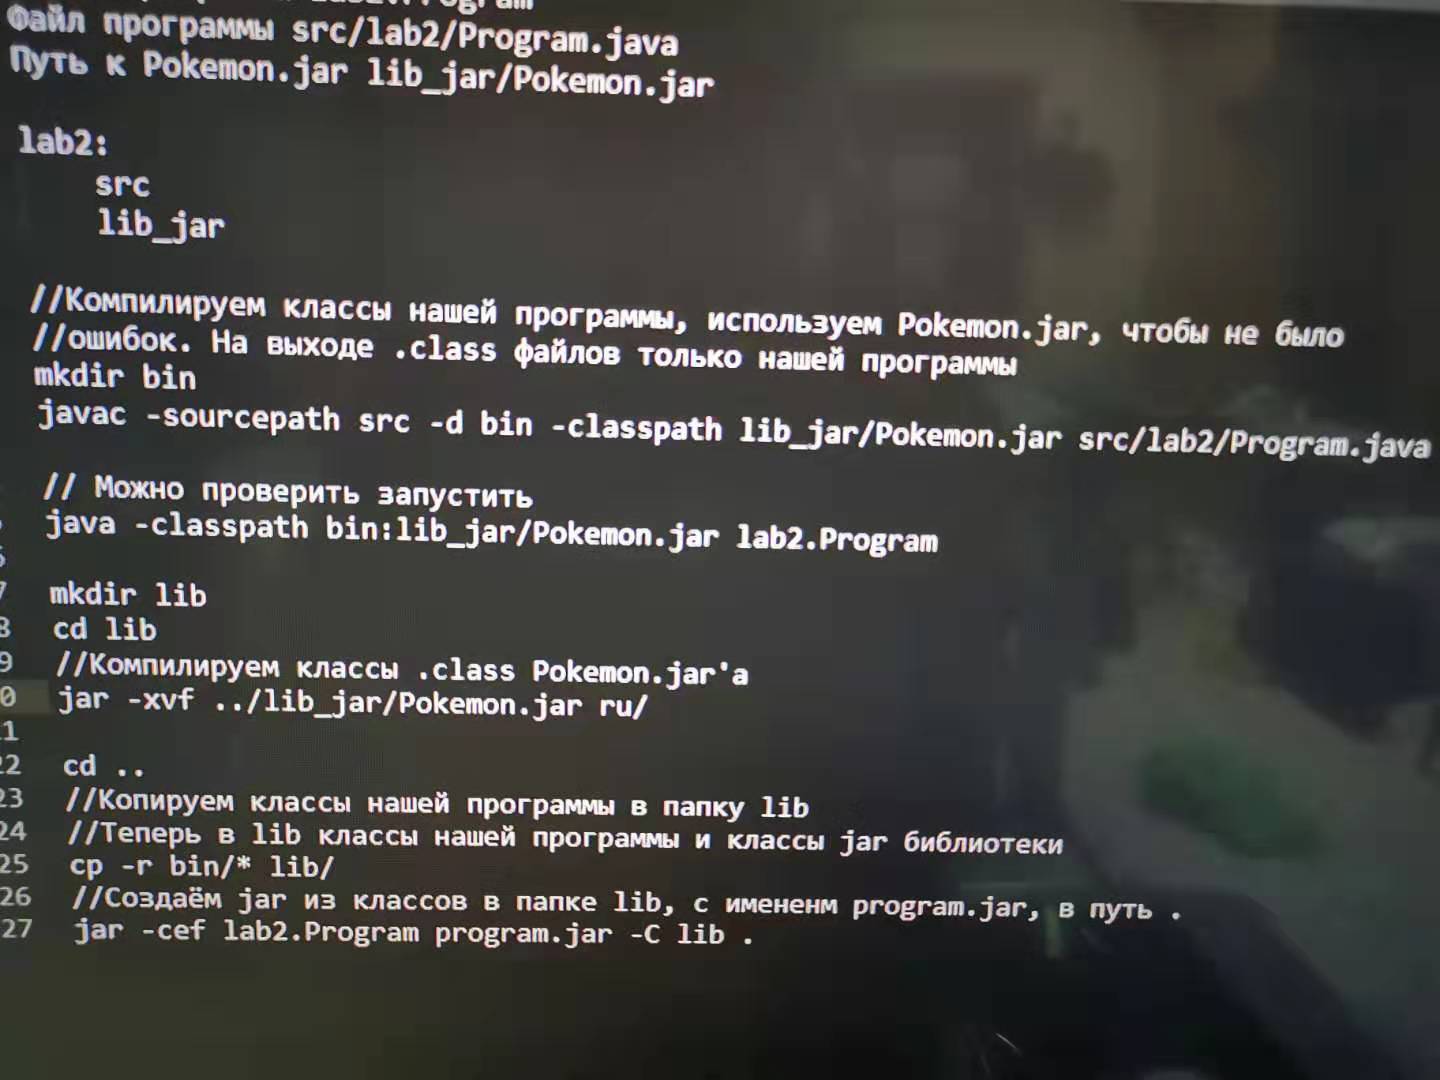 Файл программы src/lab2/Program.java
Путь к Pokemon.jar lib_jar/Pokemon.jar
lab2:
src
lib_jar
//Компилируем классы нашей программы, используем Pokemon.jar, чтобы не было
//ошибок. На выходе .class файлов только нашей программы
mkdir bin
javac -sourcepath src -d bin -classpath lib_jar/Pokemon.jar src/lab2/Program.java
// Можно проверить запустить
java -classpath bin:lib_jar/Pokemon.jar lab2.Program
mkdir lib
8 cd lib
9 //Компилируем классы .class Pokemon.jar'а
0 jar -xvf ../lib_jar/Pokemon.jar ru/
22 cd ..
23 //Копируем классы нашей программы в папку lib
24 //Теперь в lib классы нашей программы и классы jar библиотеки
25 cp -r bin/* lib/
26 //Создаём jar из классов в папке lib, с имененм program.jar, в путь .
27 jar -cef lab2.Program program.jar -C lib .